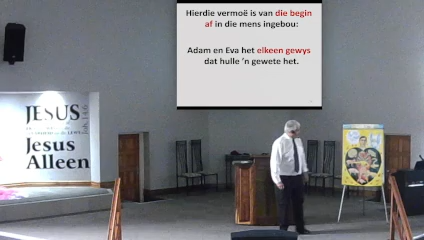 Hierdie vermoë is van die begin
af in die mens ingebou:
Adam en Eva het elkeen gewys
dat hulle ’n gewete het.
JESUS
Jesus
Alleen